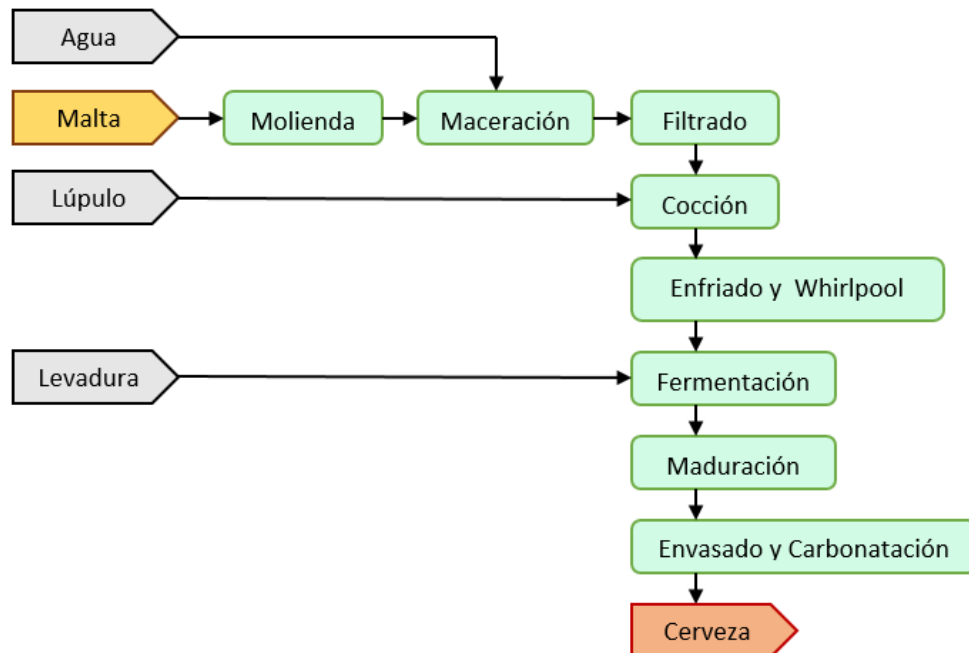 Agua
Malta
Molienda
Maceración
Filtrado
Lúpulo
Cocción
Enfriado y Whirlpool
Levadura
Fermentación
Maduración
Envasado y Carbonatación
Cerveza